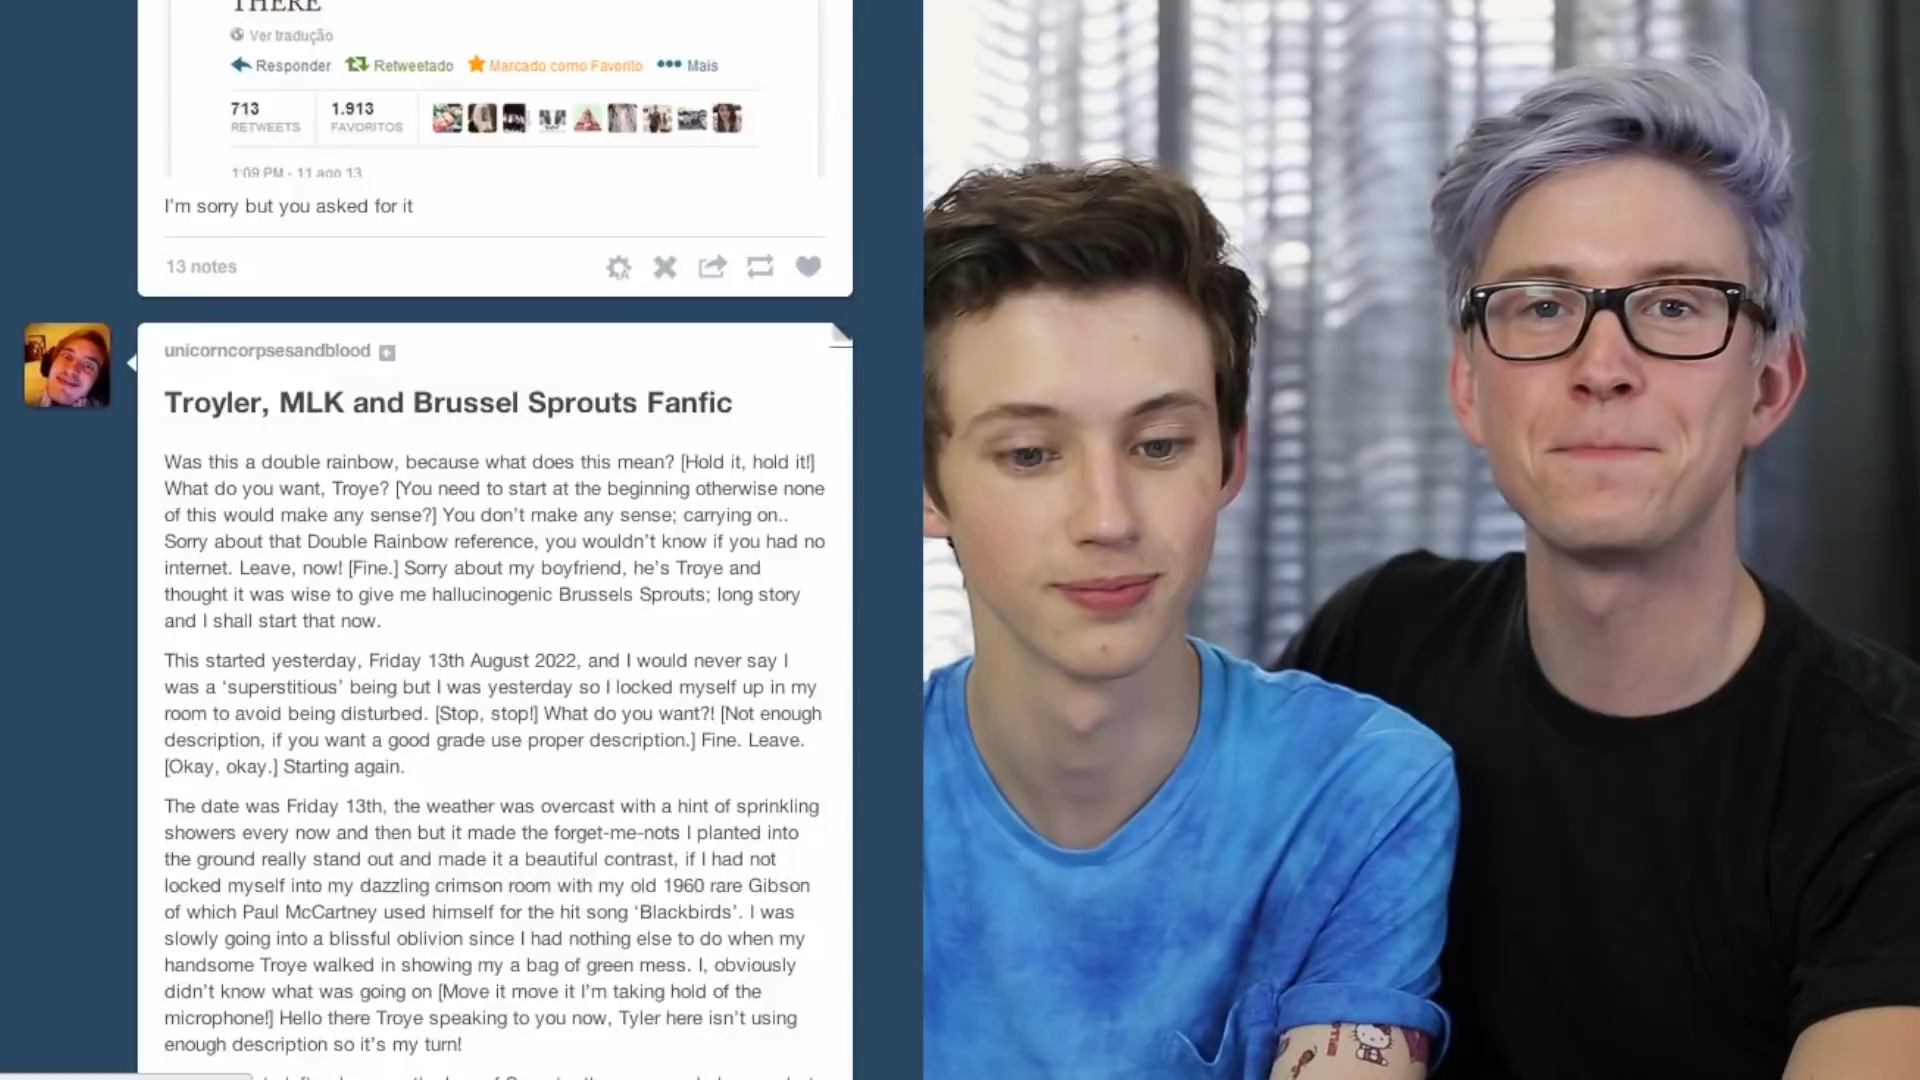 THERE
Ver tradução
Responder Retweetado Marcado como Favorito Mais
713 1.913
RETWEETS FAVORITOS
1:09 PM - 11 ago 13
I'm sorry but you asked for it
13 notes
unicorncorpsesandblood
Troyler, MLK and Brussel Sprouts Fanfic
Was this a double rainbow, because what does this mean? [Hold it, hold it!]
What do you want, Troye? [You need to start at the beginning otherwise none
of this would make any sense?] You don't make any sense; carrying on..
Sorry about that Double Rainbow reference, you wouldn't know if you had no
internet. Leave, now! [Fine.] Sorry about my boyfriend, he's Troye and
thought it was wise to give me hallucinogenic Brussels Sprouts; long story
and I shall start that now.
This started yesterday, Friday 13th August 2022, and I would never say I
was a 'superstitious' being but I was yesterday so I locked myself up in my
room to avoid being disturbed. [Stop, stop!] What do you want?! [Not enough
description, if you want a good grade use proper description.] Fine. Leave.
[Okay, okay.] Starting again.
The date was Friday 13th, the weather was overcast with a hint of sprinkling
showers every now and then but it made the forget-me-nots I planted into
the ground really stand out and made it a beautiful contrast, if I had not
locked myself into my dazzling crimson room with my old 1960 rare Gibson
of which Paul McCartney used himself for the hit song 'Blackbirds'. I was
slowly going into a blissful oblivion since I had nothing else to do when my
handsome Troye walked in showing my a bag of green mess. I, obviously
didn't know what was going on [Move it move it I'm taking hold of the
microphone!] Hello there Troye speaking to you now, Tyler here isn't using
enough description so it's my turn!